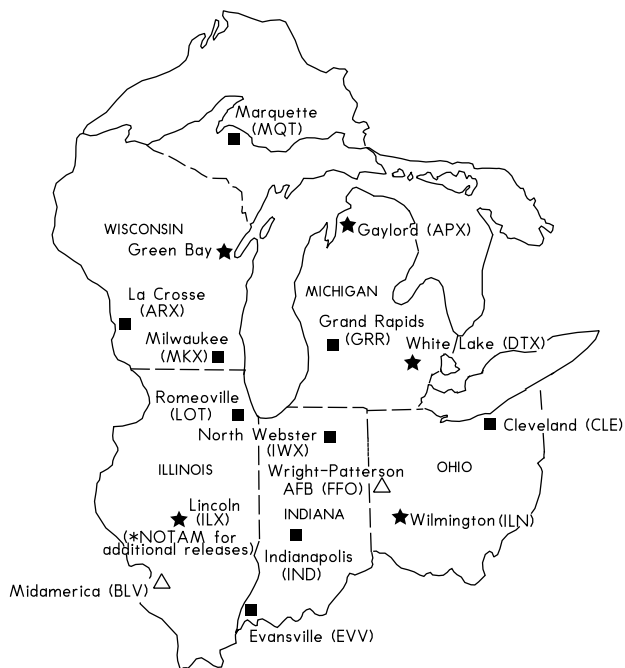 Marquette
(MQT)
WISCONSIN
Green Bay
Gaylord (APX)
La Crosse
(ARX)
MICHIGAN
Grand Rapids
(GRR)
Milwaukee
(MKX)
White Lake (DTX)
Romeoville
(LOT)
North Webster
(IWX)
Cleveland (CLE)
ILLINOIS
Wright-Patterson
AFB (FFO)
OHIO
Lincoln
(ILX)
(*NOTAM for
additional releases)
INDIANA
Wilmington (ILN)
Indianapolis
(IND)
Midamerica (BLV)
Evansville (EVV)